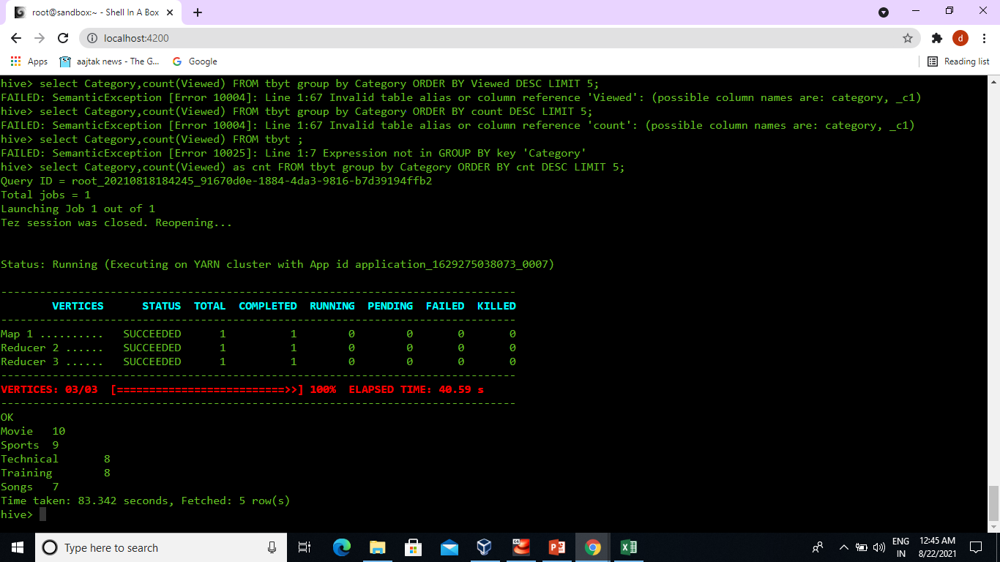 root@sandbox:~ - Shell In A Box
localhost:4200
d
Apps
aajtak news - The G...
Google
Reading list
hive> select Category,count(Viewed) FROM tbyt group by Category ORDER BY Viewed DESC LIMIT 5;
FAILED: SemanticException [Error 10004]: Line 1:67 Invalid table alias or column reference 'Viewed': (possible column names are: category, _c1)
hive> select Category,count(Viewed) FROM tbyt group by Category ORDER BY count DESC LIMIT 5;
FAILED: SemanticException [Error 10004]: Line 1:67 Invalid table alias or column reference 'count': (possible column names are: category, _c1)
hive> select Category,count(Viewed) FROM tbyt ;
FAILED: SemanticException [Error 10025]: Line 1:7 Expression not in GROUP BY key 'Category'
hive> select Category,count(Viewed) as cnt FROM tbyt group by Category ORDER BY cnt DESC LIMIT 5;
Query ID = root_20210818184245_91670d0e-1884-4da3-9816-b7d39194ffb2
Total jobs = 1
Launching Job 1 out of 1
Tez session was closed. Reopening...
Status: Running (Executing on YARN cluster with App id application_1629275038073_0007)
--------------------------------------------------------------------------------
VERTICES STATUS TOTAL COMPLETED RUNNING PENDING FAILED KILLED
--------------------------------------------------------------------------------
Map 1 .......... SUCCEEDED 1 1 0 0 0 0
Reducer 2 ...... SUCCEEDED 1 1 0 0 0 0
Reducer 3 ...... SUCCEEDED 1 1 0 0 0 0
--------------------------------------------------------------------------------
VERTICES: 03/03 [==========================>>] 100% ELAPSED TIME: 40.59 s
--------------------------------------------------------------------------------
OK
Movie 10
Sports 9
Technical 8
Training 8
Songs 7
Time taken: 83.342 seconds, Fetched: 5 row(s)
hive>
Type here to search
ENG
IN
12:45 AM
8/22/2021